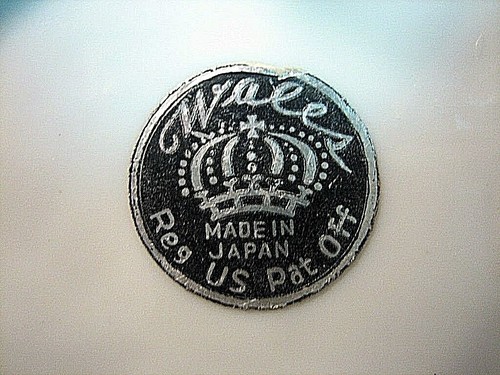 Wales
MADE IN
JAPAN
Reg US Pat Off